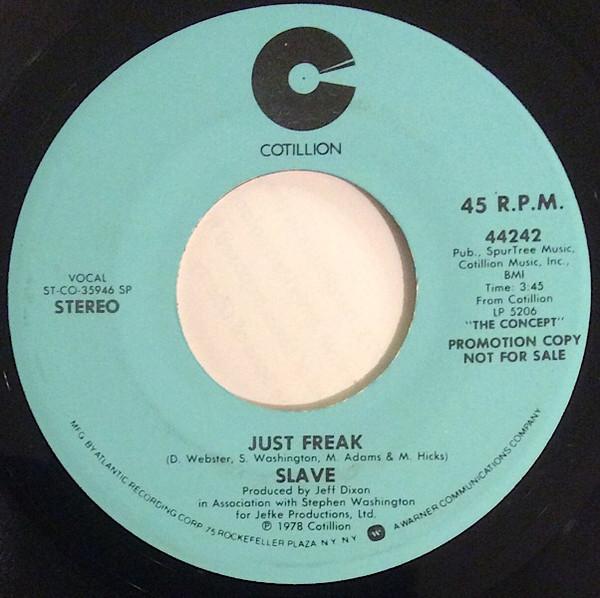 COTILLION
45 R.P.M.
44242
Pub., SpurTree Music,
Cotillion Music, Inc.,
BMI
Time: 3:45
From Cotillion
LP 5206
"THE CONCEPT"
PROMOTION COPY
NOT FOR SALE
VOCAL
ST-CO-35946 SP
STEREO
JUST FREAK
(D. Webster, S. Washington, M. Adams & M. Hicks)
SLAVE
Produced by Jeff Dixon
in Association with Stephen Washington
for Jefke Productions, Ltd.
℗ 1978 Cotillion
MFG. BY ATLANTIC RECORDING CORP. 75 ROCKEFELLER PLAZA N.Y. N.Y. A WARNER COMMUNICATIONS COMPANY